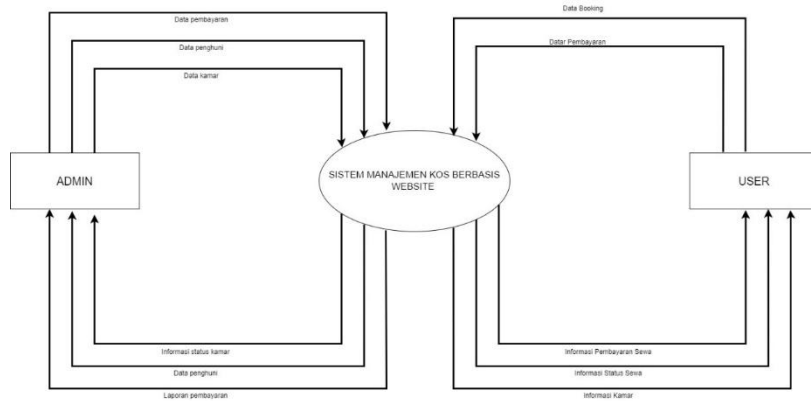 Data pembayaran
Data Booking
Data penghuni
Datar Pembayaran
Data kamar
ADMIN
SISTEM MANAJEMEN KOS BERBASIS
WEBSITE
USER
Informasi status kamar
Informasi Pembayaran Sewa
Data penghuni
Informasi Status Sewa
Laporan pembayaran
Informasi Kamar